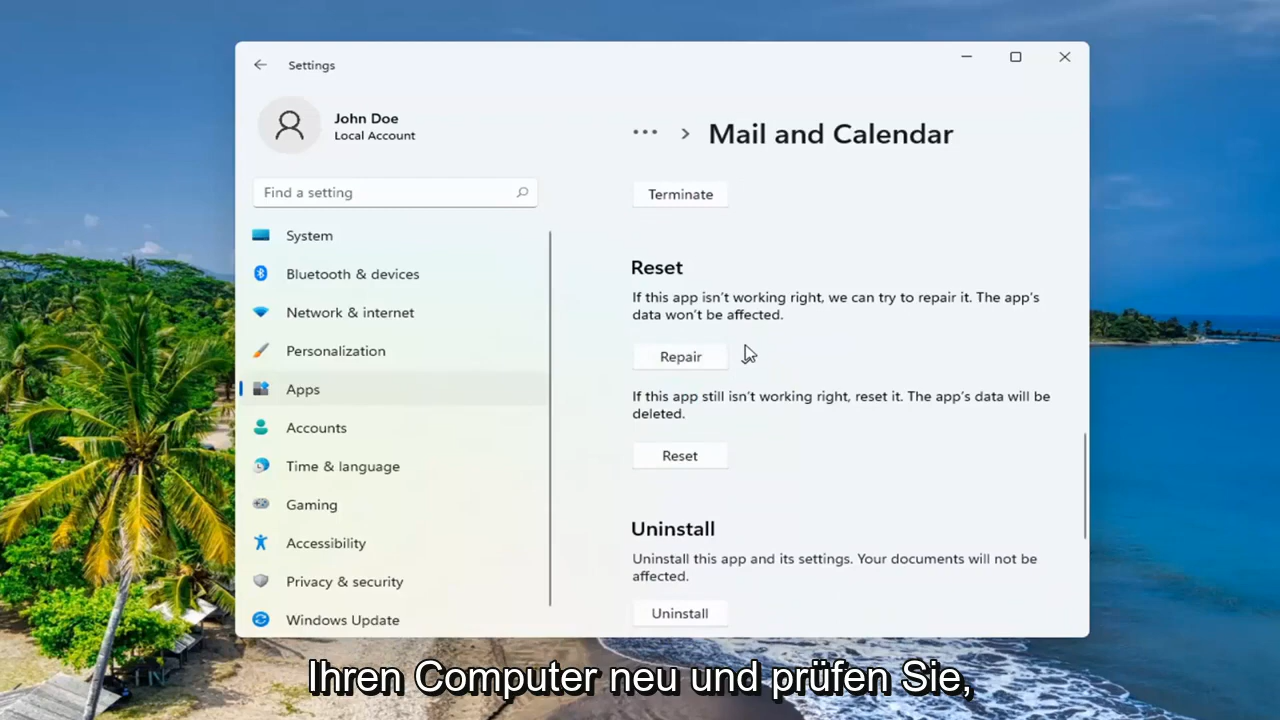 Settings
John Doe
Local Account
Find a setting
System
Bluetooth & devices
Network & internet
Personalization
Apps
Accounts
Time & language
Gaming
Accessibility
Privacy & security
Windows Update
··· > Mail and Calendar
Terminate
Reset
If this app isn't working right, we can try to repair it. The app's
data won't be affected.
Repair
If this app still isn't working right, reset it. The app's data will be
deleted.
Reset
Uninstall
Uninstall this app and its settings. Your documents will not be
affected.
Uninstall
Ihren Computer neu und prüfen Sie,